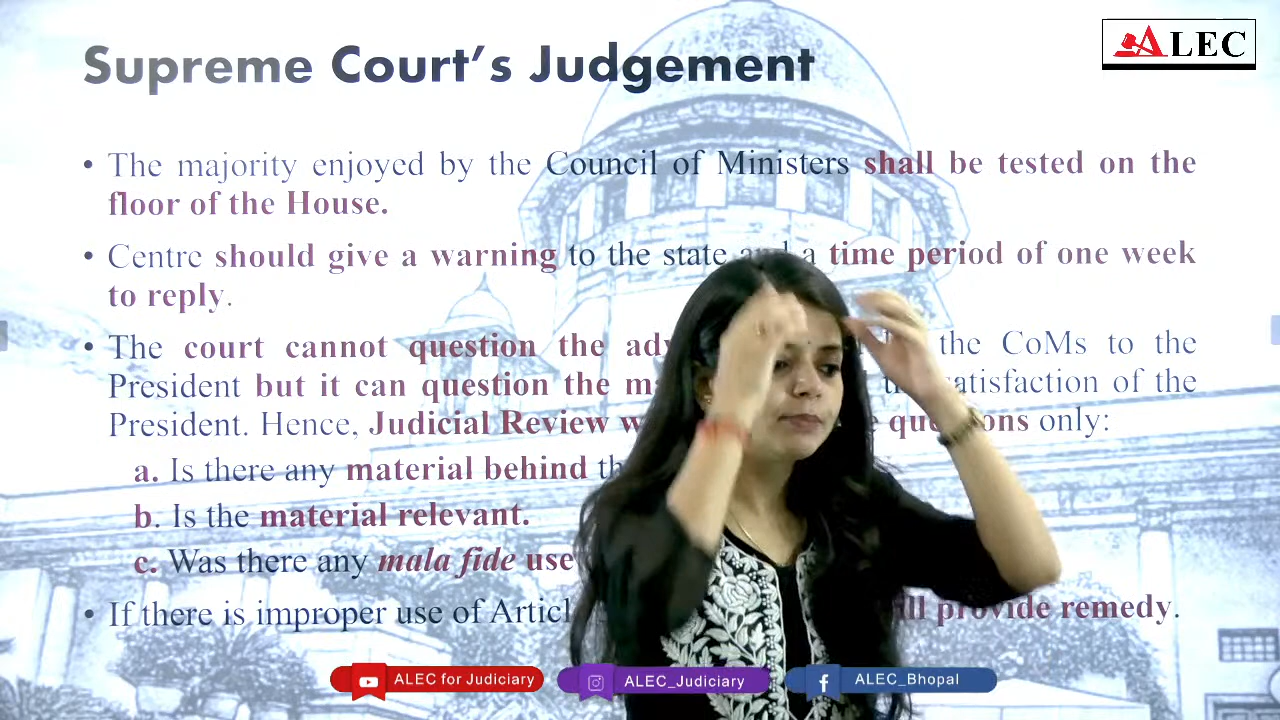 Supreme Court's Judgement
ALEC
• The majority enjoyed by the Council of Ministers shall be tested on the
floor of the House.
• Centre should give a warning to the state and a time period of one week
to reply.
• The court cannot question the the CoMs to the
President but it can question the satisfaction of the
President. Hence, Judicial Review questions only:
a. Is there any material behind
b. Is the material relevant.
c. Was there any mala fide use
• If there is improper use of provide remedy.
ALEC for Judiciary
ALEC_Judiciary
ALEC_Bhopal